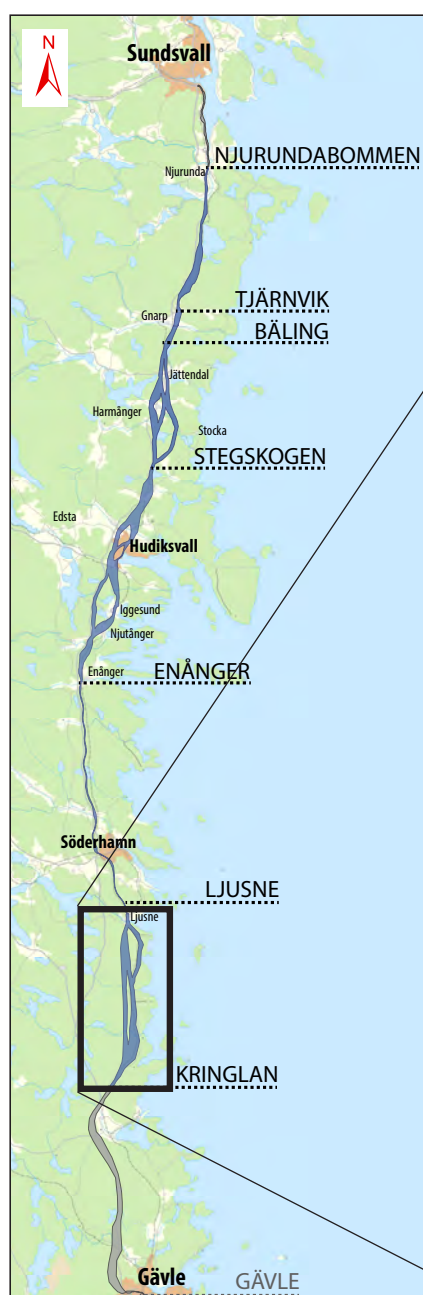 N
Sundsvall
NJURUNDABOMMEN
Njurunda
TJÄRNVIK
Gnarp
BÄLING
Jättendal
Harmånger
Stocka
STEGSKOGEN
Edsta
Hudiksvall
Iggesund
Njutånger
Enånger
ENÅNGER
Söderhamn
LJUSNE
Ljusne
KRINGLAN
Gävle
GÄVLE